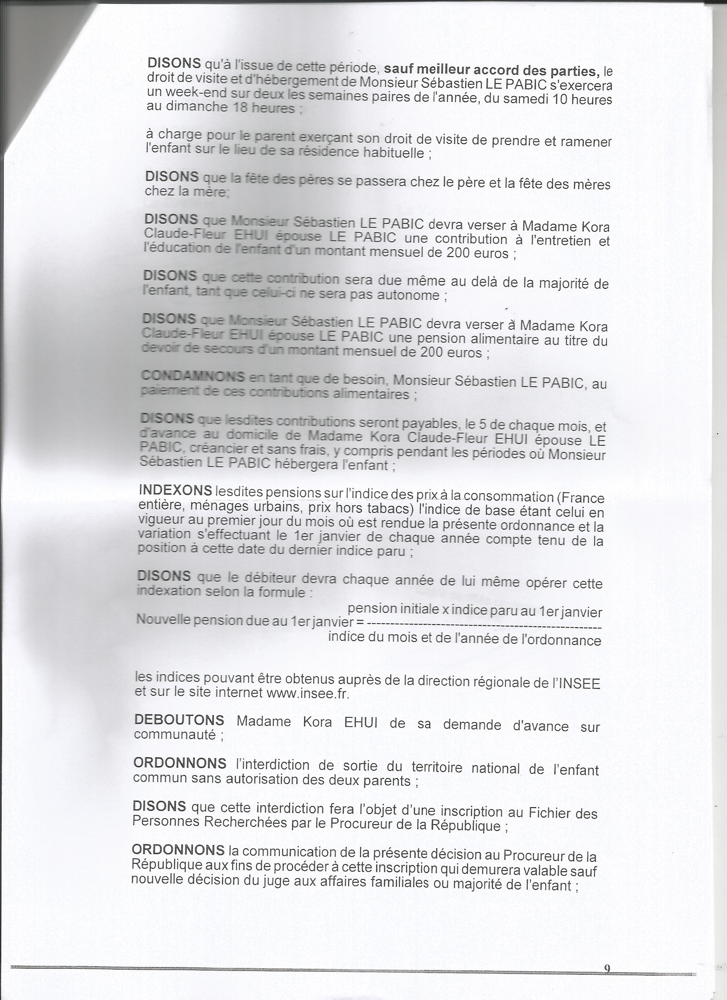 DISONS qu'à l'issue de cette période, sauf meilleur accord des parties, le
droit de visite et d'hébergement de Monsieur Sébastien LE PABIC s'exercera
un week-end sur deux les semaines paires de l'année, du samedi 10 heures
au dimanche 18 heures ;
à charge pour le parent exerçant son droit de visite de prendre et ramener
l'enfant sur le lieu de sa résidence habituelle ;
DISONS que la fête des pères se passera chez le père et la fête des mères
chez la mère;
DISONS que Monsieur Sébastien LE PABIC devra verser à Madame Kora
Claude-Fleur EHUI épouse LE PABIC une contribution à l'entretien et
l'éducation de l'enfant d'un montant mensuel de 200 euros ;
DISONS que cette contribution sera due même au delà de la majorité de
l'enfant, tant que celui-ci ne sera pas autonome ;
DISONS que Monsieur Sébastien LE PABIC devra verser à Madame Kora
Claude-Fleur EHUI épouse LE PABIC une pension alimentaire au titre du
devoir de secours d'un montant mensuel de 200 euros ;
CONDAMNONS en tant que de besoin, Monsieur Sébastien LE PABIC, au
paiement de ces contributions alimentaires ;
DISONS que lesdites contributions seront payables, le 5 de chaque mois, et
d'avance au domicile de Madame Kora Claude-Fleur EHUI épouse LE
PABIC, créancier et sans frais, y compris pendant les périodes où Monsieur
Sébastien LE PABIC hébergera l'enfant ;
INDEXONS lesdites pensions sur l'indice des prix à la consommation (France
entière, ménages urbains, prix hors tabacs) l'indice de base étant celui en
vigueur au premier jour du mois où est rendue la présente ordonnance et la
variation s'effectuant le 1er janvier de chaque année compte tenu de la
position à cette date du dernier indice paru ;
DISONS que le débiteur devra chaque année de lui même opérer cette
indexation selon la formule :
pension initiale x indice paru au 1er janvier
Nouvelle pension due au 1er janvier = ----------------------------------------------------
indice du mois et de l'année de l'ordonnance
les indices pouvant être obtenus auprès de la direction régionale de l'INSEE
et sur le site internet www.insee.fr.
DEBOUTONS Madame Kora EHUI de sa demande d'avance sur
communauté ;
ORDONNONS l'interdiction de sortie du territoire national de l'enfant
commun sans autorisation des deux parents ;
DISONS que cette interdiction fera l'objet d'une inscription au Fichier des
Personnes Recherchées par le Procureur de la République ;
ORDONNONS la communication de la présente décision au Procureur de la
République aux fins de procéder à cette inscription qui demurera valable sauf
nouvelle décision du juge aux affaires familiales ou majorité de l'enfant ;
9